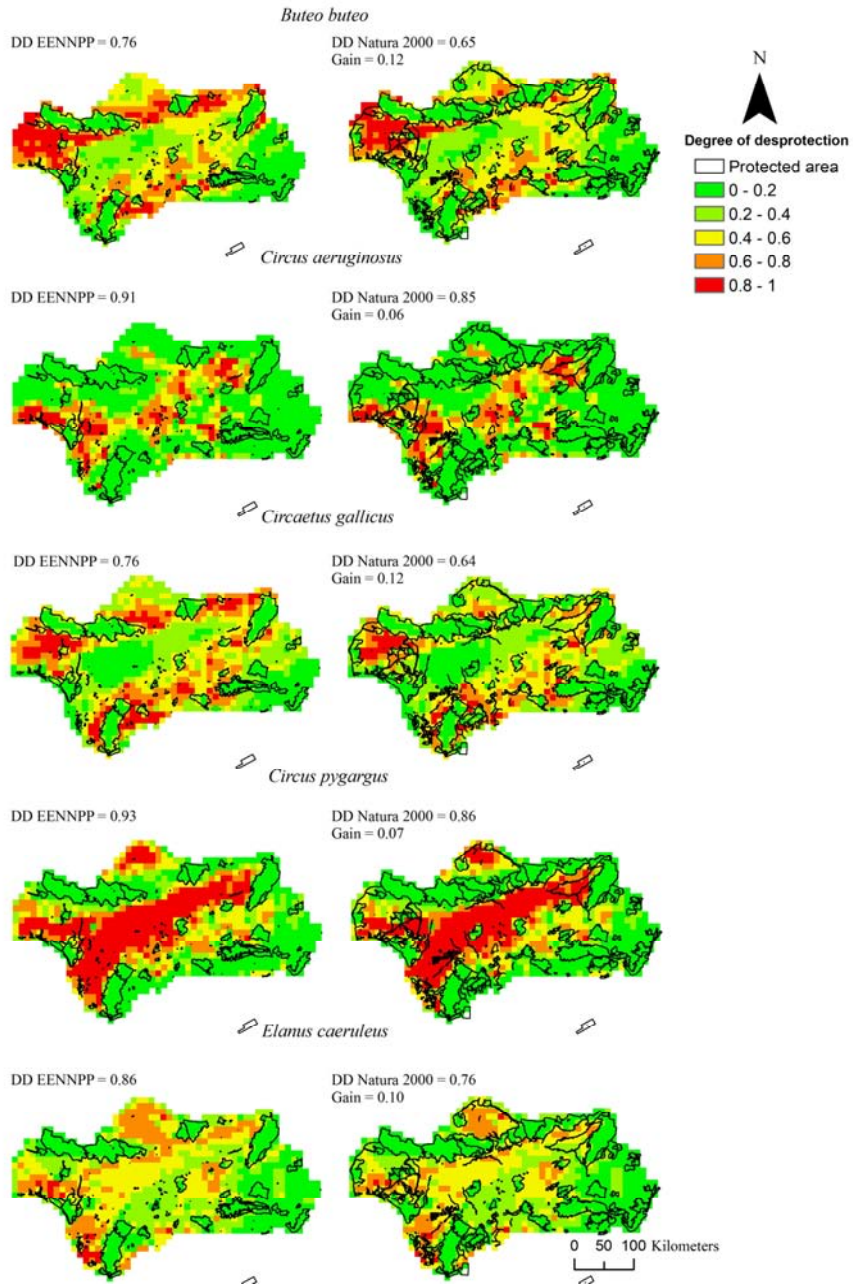 Buteo buteo
DD EENNPP = 0.76
DD Natura 2000 = 0.65
Gain = 0.12
N
Degree of desprotection
Protected area
0 - 0.2
0.2 - 0.4
0.4 - 0.6
0.6 - 0.8
0.8 - 1
Circus aeruginosus
DD EENNPP = 0.91
DD Natura 2000 = 0.85
Gain = 0.06
Circaetus gallicus
DD EENNPP = 0.76
DD Natura 2000 = 0.64
Gain = 0.12
Circus pygargus
DD EENNPP = 0.93
DD Natura 2000 = 0.86
Gain = 0.07
Elanus caeruleus
DD EENNPP = 0.86
DD Natura 2000 = 0.76
Gain = 0.10
0 50 100 Kilometers